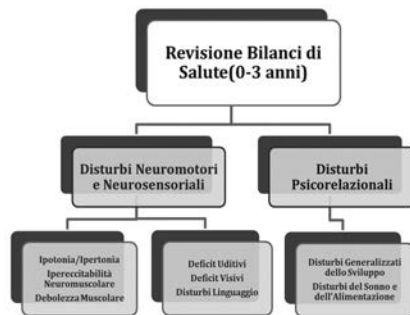 Revisione Bilanci di
Salute(0-3 anni)
Disturbi Neuromotori
e Neurosensoriali
Disturbi
Psicorelazionali
Ipotonia/Ipertonia
Ipereccitabilità
Neuromuscolare
Debolezza Muscolare
Deficit Uditivi
Deficit Visivi
Disturbi Linguaggio
Disturbi Generalizzati
dello Sviluppo
Disturbi del Sonno e
dell'Alimentazione